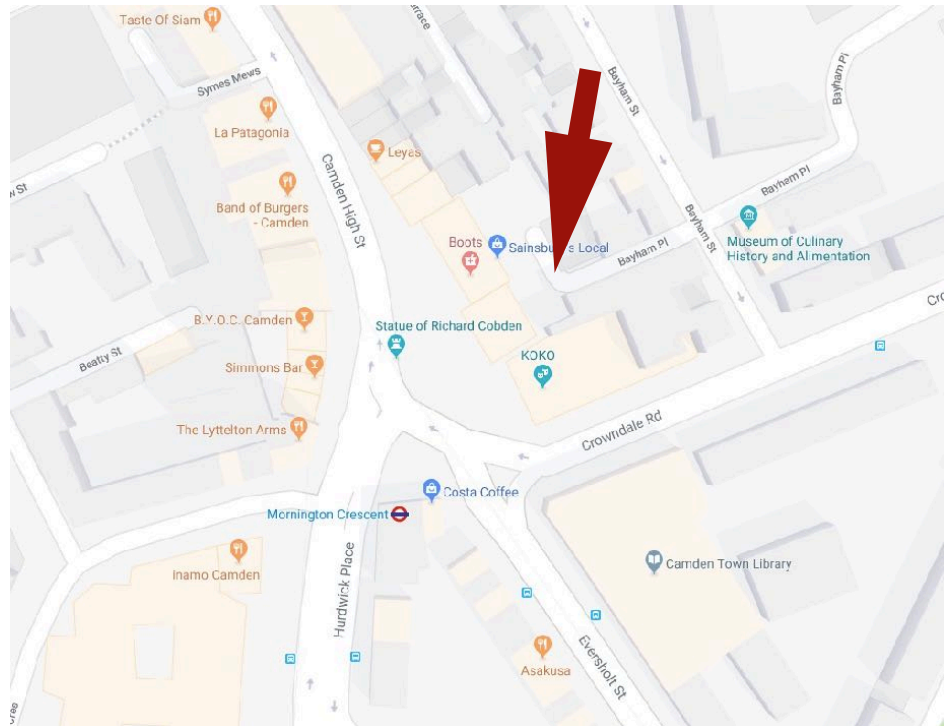 Taste Of Siam
Symes Mews
La Patagonia
Leyas
Camden High St
Band of Burgers
- Camden
Bayham St
Bayham Pl
Bayham Pl
Bayham St
Boots
Sainsbury's Local
Bayham Pl
Museum of Culinary
History and Alimentation
B.Y.O.C. Camden
Statue of Richard Cobden
Beatty St
Simmons Bar
KOKO
The Lyttelton Arms
Crowndale Rd
Costa Coffee
Mornington Crescent
Inamo Camden
Hurdwick Place
Camden Town Library
Asakusa
Eversholt St